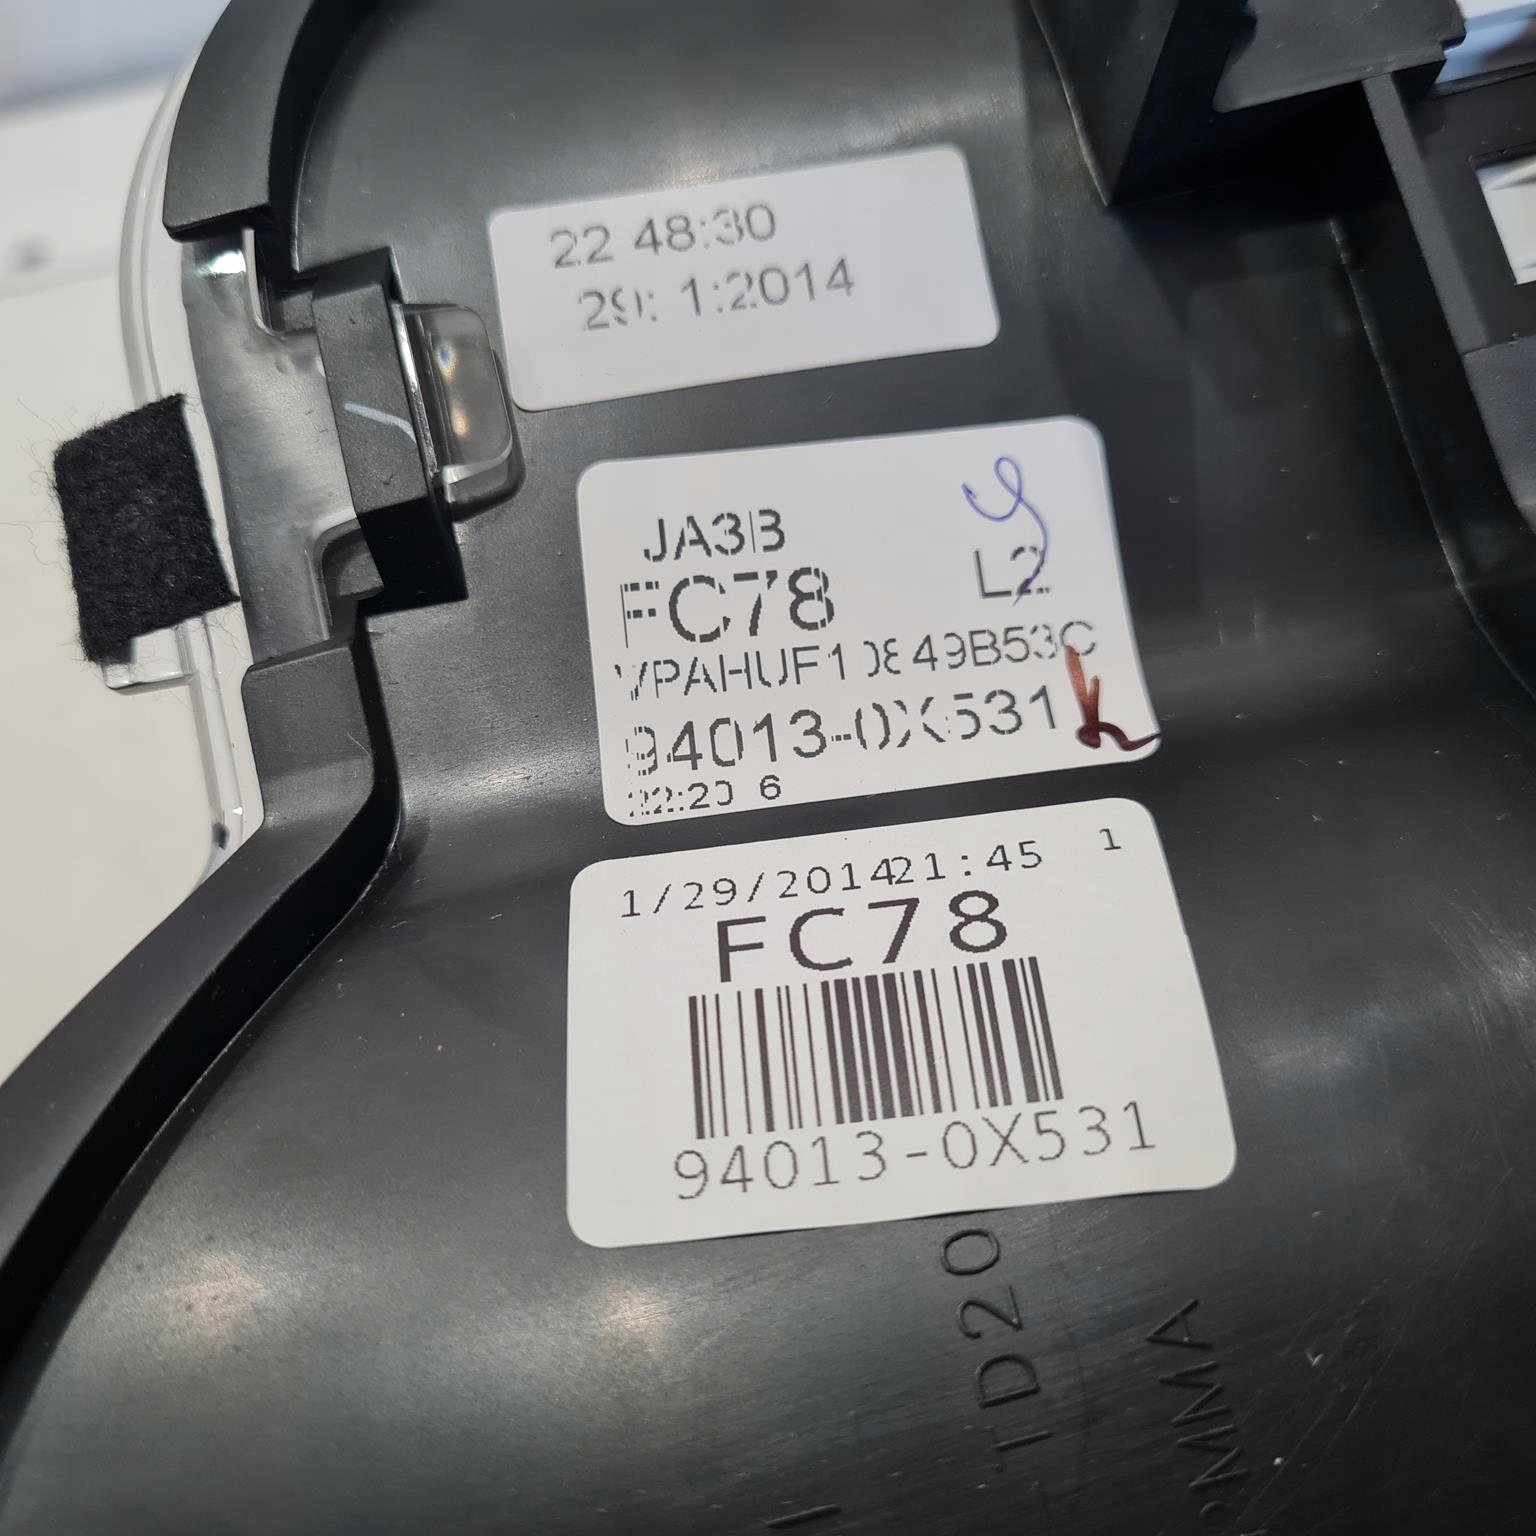 22 48:30
29: 1:2014
JA3B
FC78 L2
VPAHUF10849B53C
94013-0X531
22:20 6
1/29/201421:45 1
FC78
94013-0X531
TD20